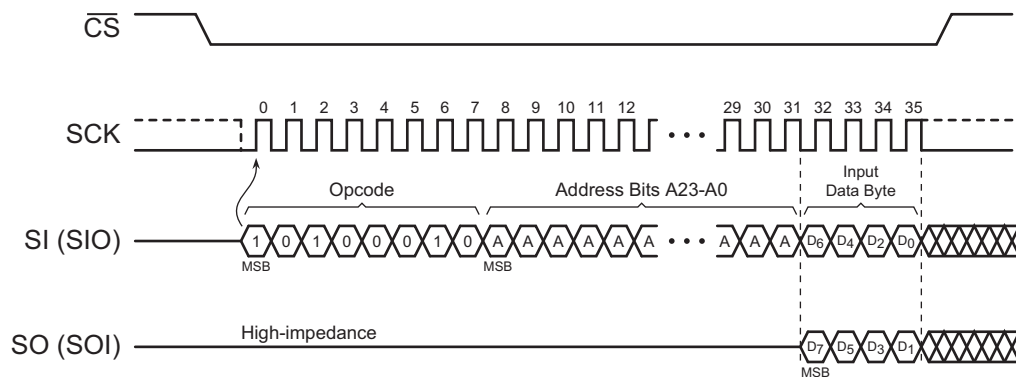 CS
0 1 2 3 4 5 6 7 8 9 10 11 12 29 30 31 32 33 34 35
SCK
Opcode Address Bits A23-A0 Input
Data Byte
SI (SIO) 1 0 1 0 0 0 1 0 A A A A A A A A A D6 D4 D2 D0
MSB MSB
High-impedance
SO (SOI) D7 D5 D3 D1
MSB